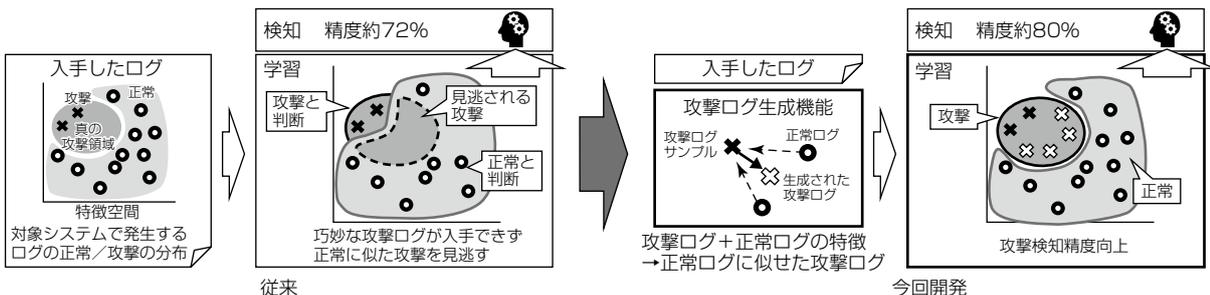 入手したログ
攻撃
正常
真の
攻撃領域
特徴空間
対象システムで発生する
ログの正常／攻撃の分布
検知　精度約72%
学習
攻撃と
判断
見逃される
攻撃
正常と
判断
巧妙な攻撃ログが入手できず
正常に似た攻撃を見逃す
従来
入手したログ
攻撃ログ生成機能
攻撃ログ
サンプル
正常ログ
生成された
攻撃ログ
攻撃ログ＋正常ログの特徴
→正常ログに似せた攻撃ログ
検知　精度約80%
学習
攻撃
正常
攻撃検知精度向上
今回開発